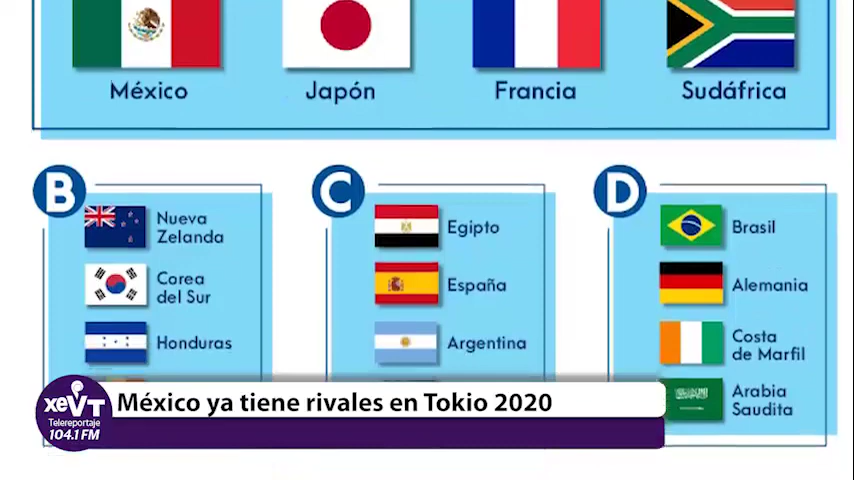 México
Japón
Francia
Sudáfrica
B
Nueva
Zelanda
Corea
del Sur
Honduras
C
Egipto
España
Argentina
D
Brasil
Alemania
Costa
de Marfil
Arabia
Saudita
xeVT
Telereportaje
104.1 FM
México ya tiene rivales en Tokio 2020